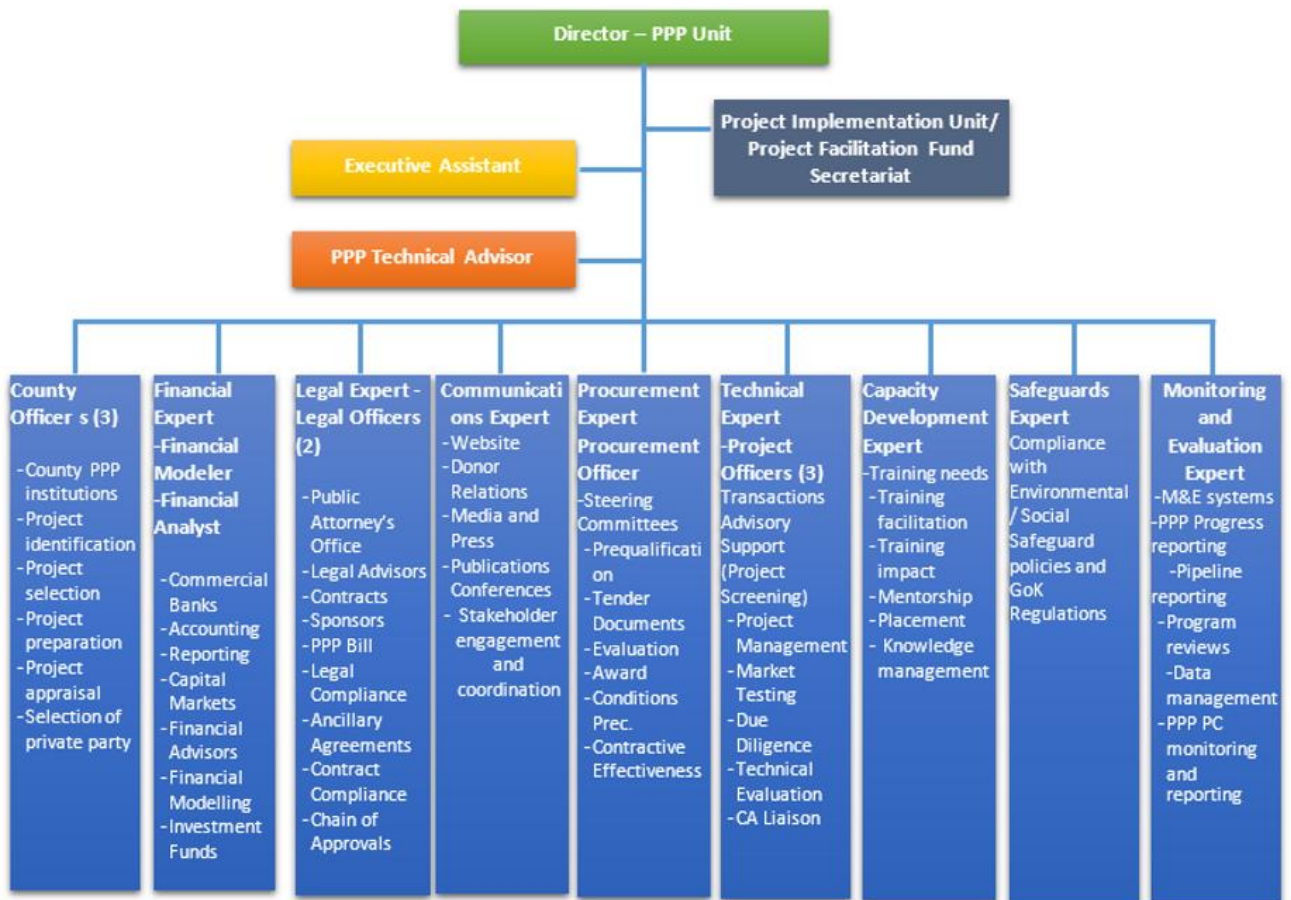 Director – PPP Unit
Project Implementation Unit/
Project Facilitation Fund
Secretariat
Executive Assistant
PPP Technical Advisor
County
Officer s (3)
-County PPP
institutions
-Project
identification
-Project
selection
-Project
preparation
-Project
appraisal
-Selection of
private party
Financial
Expert
-Financial
Modeler
-Financial
Analyst
-Commercial
Banks
-Accounting
-Reporting
-Capital
Markets
-Financial
Advisors
-Financial
Modelling
-Investment
Funds
Legal Expert -
Legal Officers
(2)
-Public
Attorney's
Office
-Legal Advisors
-Contracts
-Sponsors
-PPP Bill
-Legal
Compliance
-Ancillary
Agreements
-Contract
Compliance
-Chain of
Approvals
Communicati
ons Expert
-Website
-Donor
Relations
-Media and
Press
-Publications
Conferences
- Stakeholder
engagement
and
coordination
Procurement
Expert
Procurement
Officer
-Steering
Committees
-Prequalificati
on
-Tender
Documents
-Evaluation
-Award
-Conditions
Prec.
-Contractive
Effectiveness
Technical
Expert
-Project
Officers (3)
Transactions
Advisory
Support
(Project
Screening)
-Project
Management
-Market
Testing
-Due
Diligence
-Technical
Evaluation
-CA Liaison
Capacity
Development
Expert
-Training needs
-Training
facilitation
-Training
impact
-Mentorship
-Placement
- Knowledge
management
Safeguards
Expert
Compliance
with
Environmental
/ Social
Safeguard
policies and
GoK
Regulations
Monitoring
and
Evaluation
Expert
-M&E systems
-PPP Progress
reporting
-Pipeline
reporting
-Program
reviews
-Data
management
-PPP PC
monitoring
and
reporting